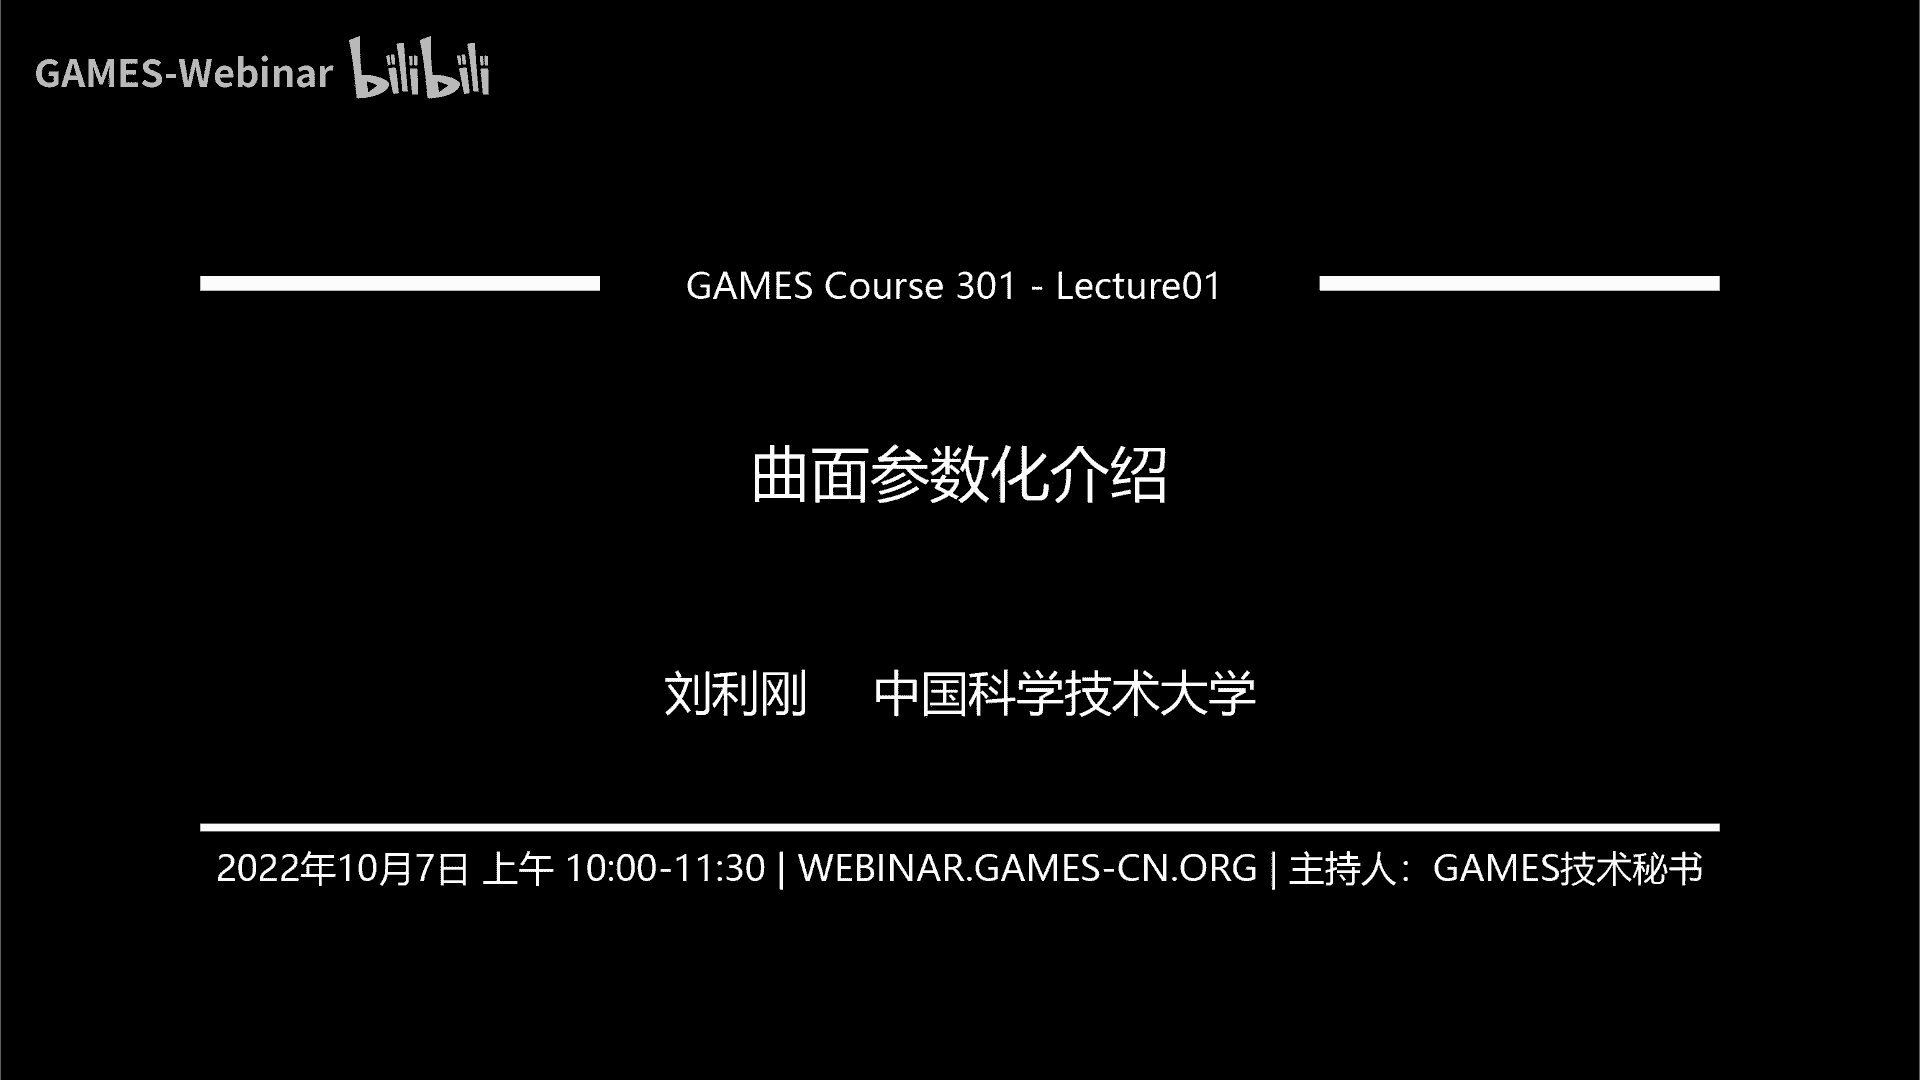 GAMES-Webinar bilibili
GAMES Course 301 - Lecture01
曲面参数化介绍
刘利刚 中国科学技术大学
2022年10月7日 上午 10:00-11:30 | WEBINAR.GAMES-CN.ORG | 主持人：GAMES技术秘书